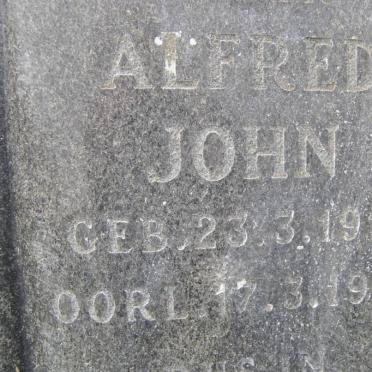 ALFRED
JOHN
GEB. 23.3.19
OORL. 17.3.19